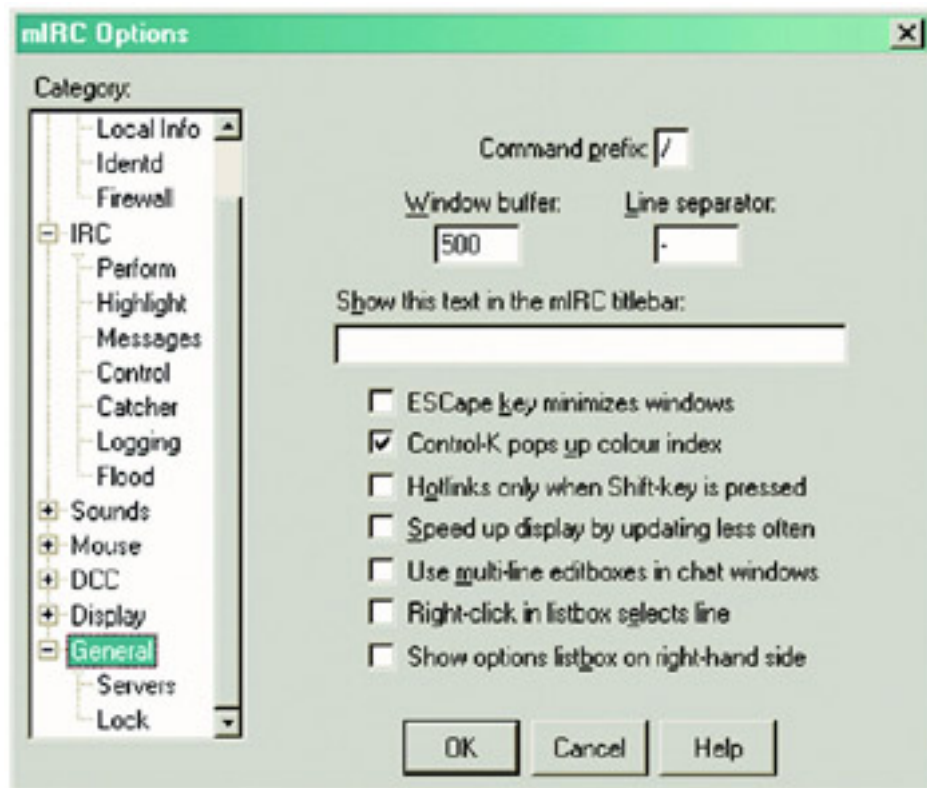 mIRC Options
Category:
Local Info
Identd
Firewall
IRC
Perform
Highlight
Messages
Control
Catcher
Logging
Flood
Sounds
Mouse
DCC
Display
General
Servers
Lock
Command prefix: /
Window buffer: Line separator:
500 -
Show this text in the mIRC titlebar:
ESCape key minimizes windows
Control-K pops up colour index
Hotlinks only when Shift-key is pressed
Speed up display by updating less often
Use multi-line editboxes in chat windows
Right-click in listbox selects line
Show options listbox on right-hand side
OK Cancel Help